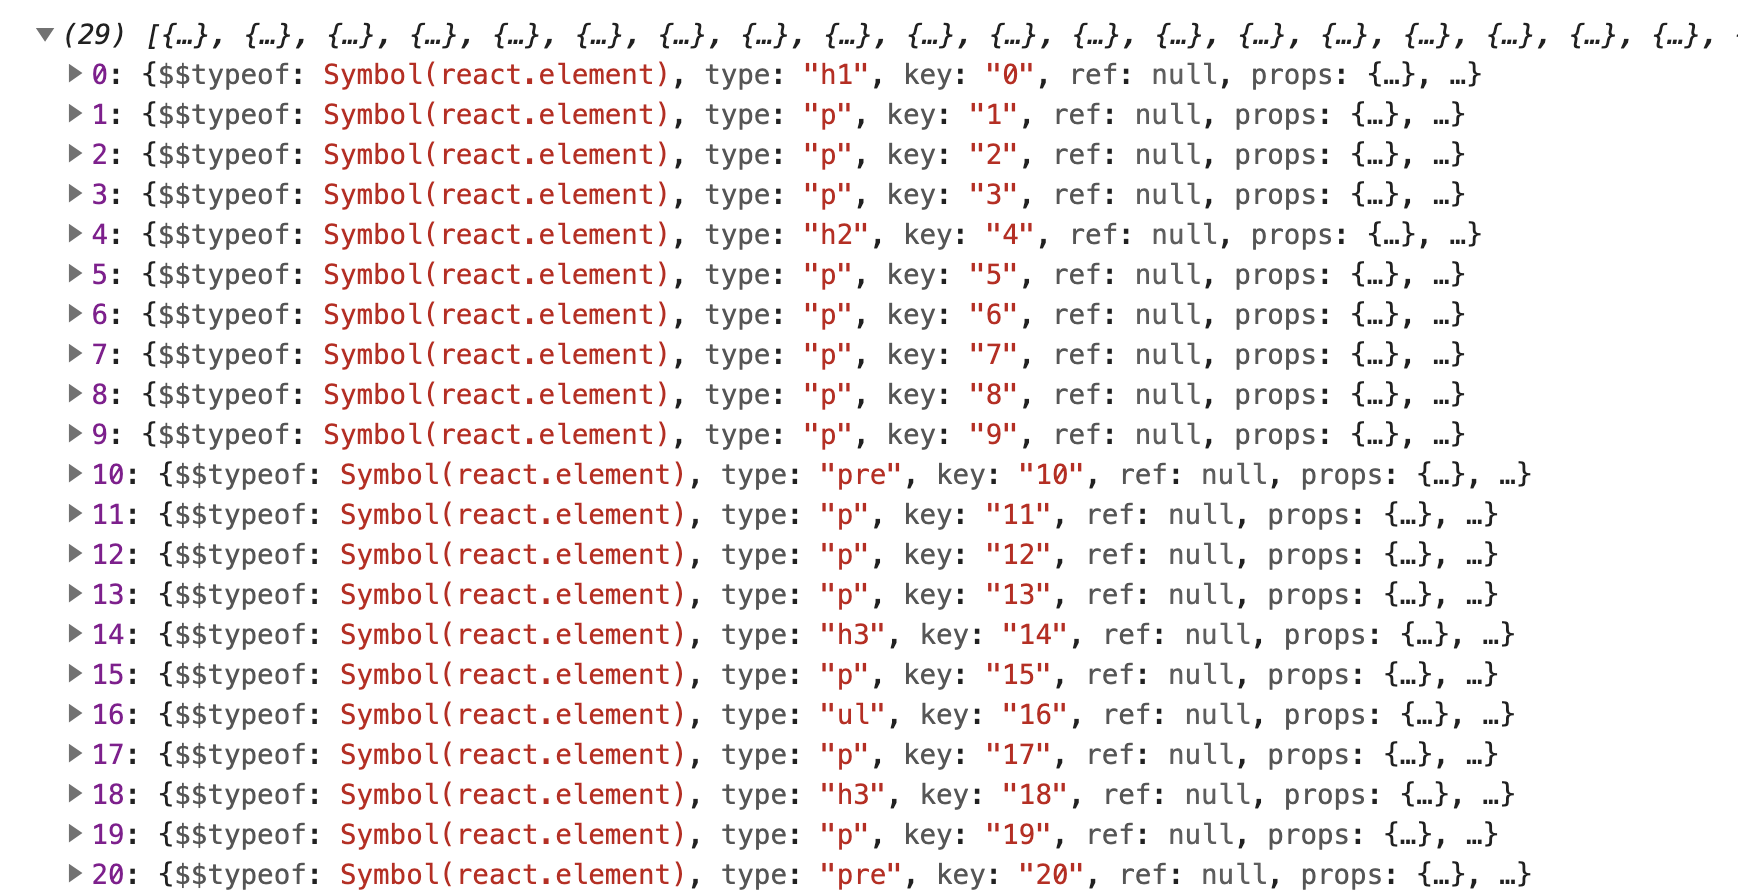 (29) [{…}, {…}, {…}, {…}, {…}, {…}, {…}, {…}, {…}, {…}, {…}, {…}, {…}, {…}, {…}, {…}, {…}, {…}, {…},
0: {$$typeof: Symbol(react.element), type: "h1", key: "0", ref: null, props: {…}, …}
1: {$$typeof: Symbol(react.element), type: "p", key: "1", ref: null, props: {…}, …}
2: {$$typeof: Symbol(react.element), type: "p", key: "2", ref: null, props: {…}, …}
3: {$$typeof: Symbol(react.element), type: "p", key: "3", ref: null, props: {…}, …}
4: {$$typeof: Symbol(react.element), type: "h2", key: "4", ref: null, props: {…}, …}
5: {$$typeof: Symbol(react.element), type: "p", key: "5", ref: null, props: {…}, …}
6: {$$typeof: Symbol(react.element), type: "p", key: "6", ref: null, props: {…}, …}
7: {$$typeof: Symbol(react.element), type: "p", key: "7", ref: null, props: {…}, …}
8: {$$typeof: Symbol(react.element), type: "p", key: "8", ref: null, props: {…}, …}
9: {$$typeof: Symbol(react.element), type: "p", key: "9", ref: null, props: {…}, …}
10: {$$typeof: Symbol(react.element), type: "pre", key: "10", ref: null, props: {…}, …}
11: {$$typeof: Symbol(react.element), type: "p", key: "11", ref: null, props: {…}, …}
12: {$$typeof: Symbol(react.element), type: "p", key: "12", ref: null, props: {…}, …}
13: {$$typeof: Symbol(react.element), type: "p", key: "13", ref: null, props: {…}, …}
14: {$$typeof: Symbol(react.element), type: "h3", key: "14", ref: null, props: {…}, …}
15: {$$typeof: Symbol(react.element), type: "p", key: "15", ref: null, props: {…}, …}
16: {$$typeof: Symbol(react.element), type: "ul", key: "16", ref: null, props: {…}, …}
17: {$$typeof: Symbol(react.element), type: "p", key: "17", ref: null, props: {…}, …}
18: {$$typeof: Symbol(react.element), type: "h3", key: "18", ref: null, props: {…}, …}
19: {$$typeof: Symbol(react.element), type: "p", key: "19", ref: null, props: {…}, …}
20: {$$typeof: Symbol(react.element), type: "pre", key: "20", ref: null, props: {…}, …}